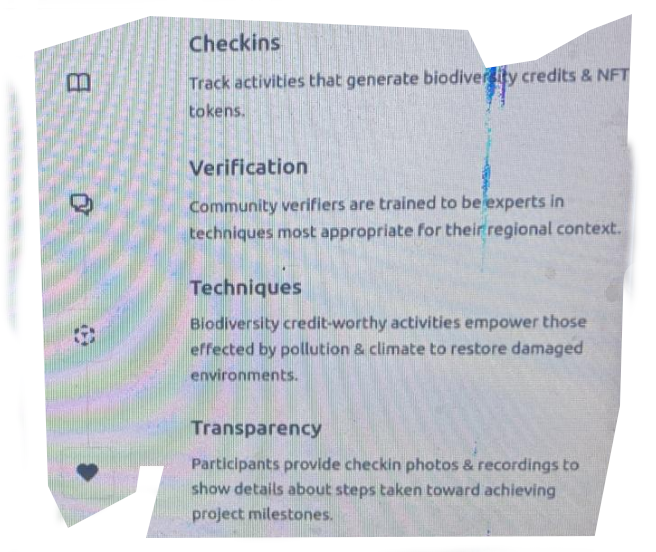 Checkins
Track activities that generate biodiversity credits & NFT
tokens.
Verification
Community verifiers are trained to be experts in
techniques most appropriate for their regional context.
Techniques
Biodiversity credit-worthy activities empower those
effected by pollution & climate to restore damaged
environments.
Transparency
Participants provide checkin photos & recordings to
show details about steps taken toward achieving
project milestones.